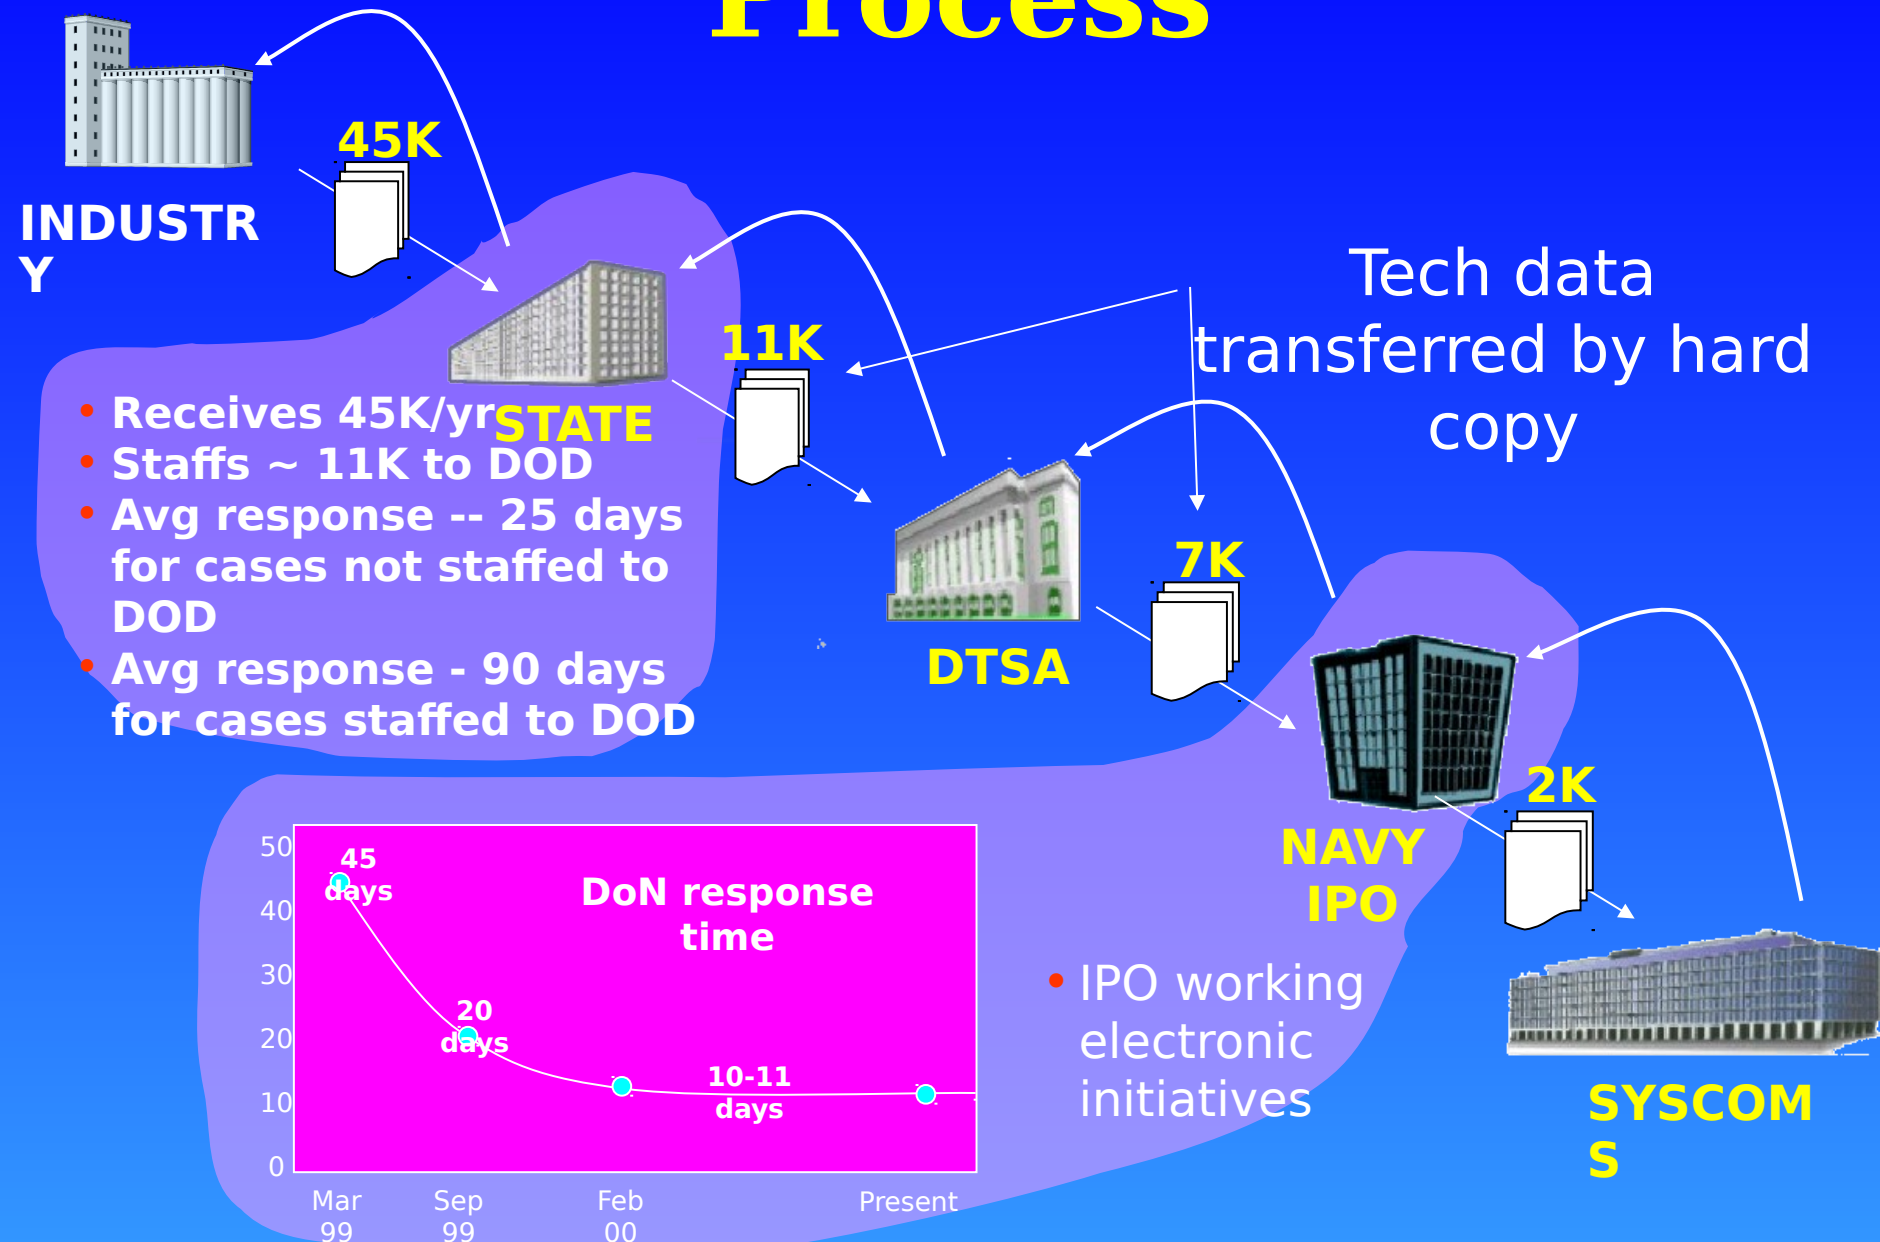 Process
45K
INDUSTR
Y
Tech data
transferred by hard
copy
11K
• Receives 45K/yr
STATE
• Staffs ~ 11K to DOD
• Avg response -- 25 days
for cases not staffed to
DOD
• Avg response - 90 days
for cases staffed to DOD
7K
DTSA
2K
NAVY
IPO
50
40
30
20
10
0
45
days
DoN response
time
20
days
10-11
days
Mar
99
Sep
99
Feb
00
Present
• IPO working
electronic
initiatives
SYSCOM
S